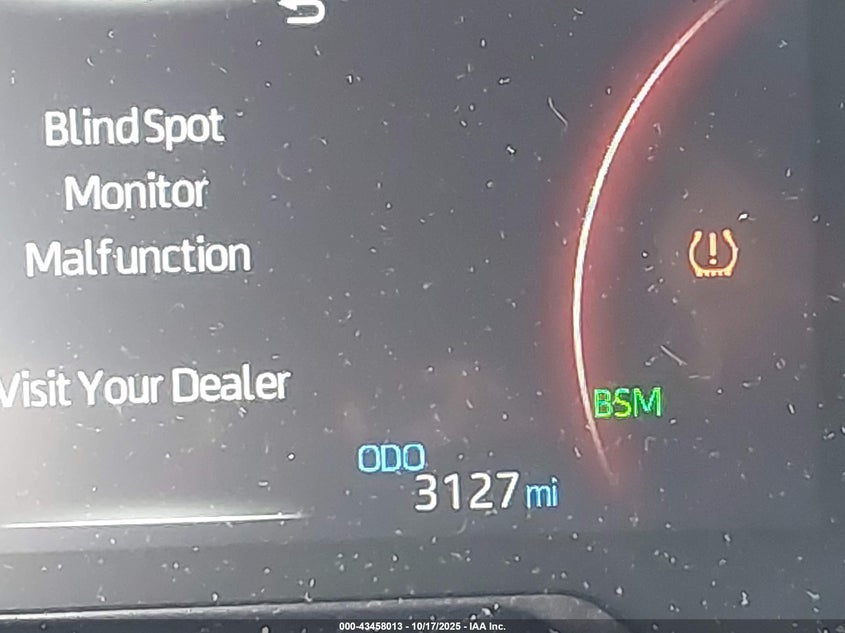 Blind Spot
Monitor
Malfunction
Visit Your Dealer
BSM
ODO
3127 mi
000-43458013 - 10/17/2025 - IAA Inc.